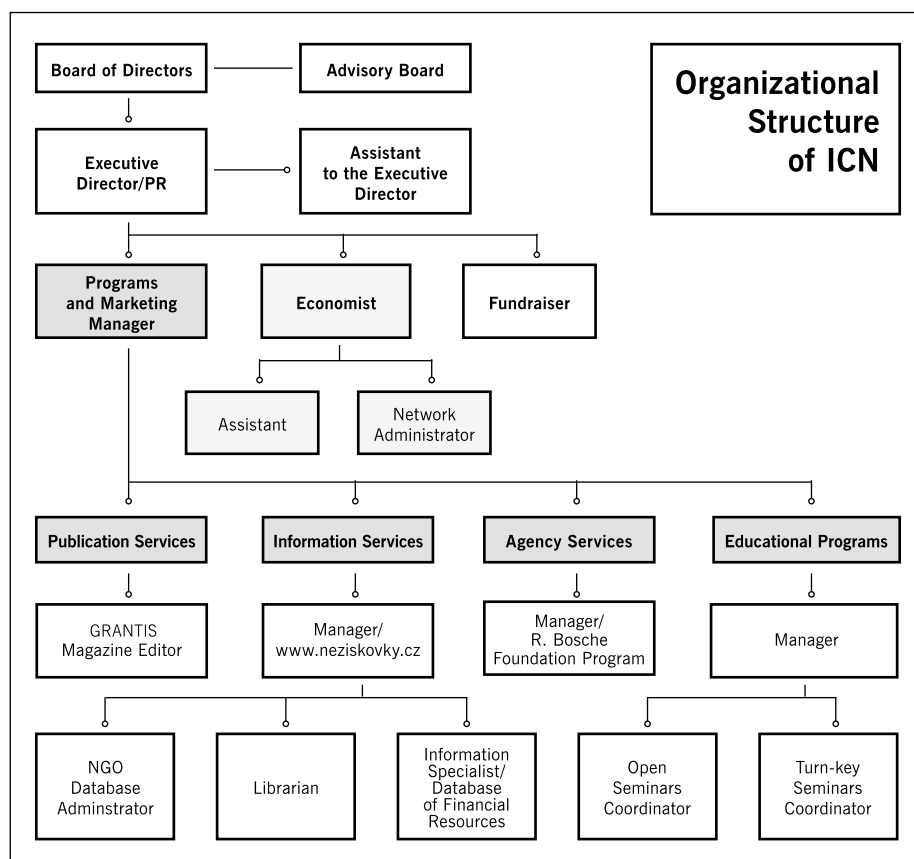 Board of Directors
Advisory Board
Organizational
Structure
of ICN
Executive
Director/PR
Assistant
to the Executive
Director
Programs
and Marketing
Manager
Economist
Fundraiser
Assistant
Network
Administrator
Publication Services
Information Services
Agency Services
Educational Programs
GRANTIS
Magazine Editor
Manager/
www.neziskovky.cz
Manager/
R. Bosche
Foundation Program
Manager
NGO
Database
Adminstrator
Librarian
Information
Specialist/
Database
of Financial
Resources
Open
Seminars
Coordinator
Turn-key
Seminars
Coordinator